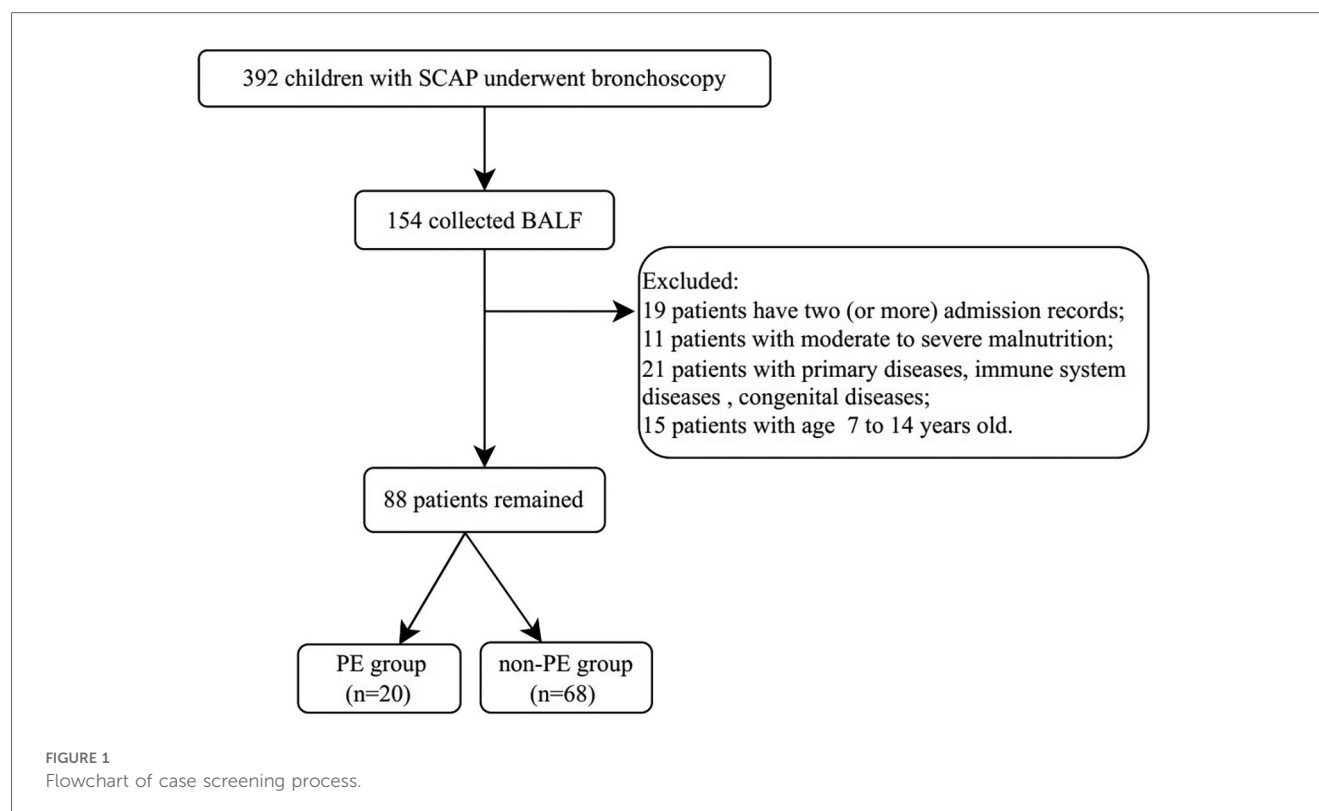 392 children with SCAP underwent bronchoscopy
154 collected BALF
Excluded:
19 patients have two (or more) admission records;
11 patients with moderate to severe malnutrition;
21 patients with primary diseases, immune system
diseases , congenital diseases;
15 patients with age 7 to 14 years old.
88 patients remained
PE group
(n=20)
non-PE group
(n=68)
FIGURE 1
Flowchart of case screening process.